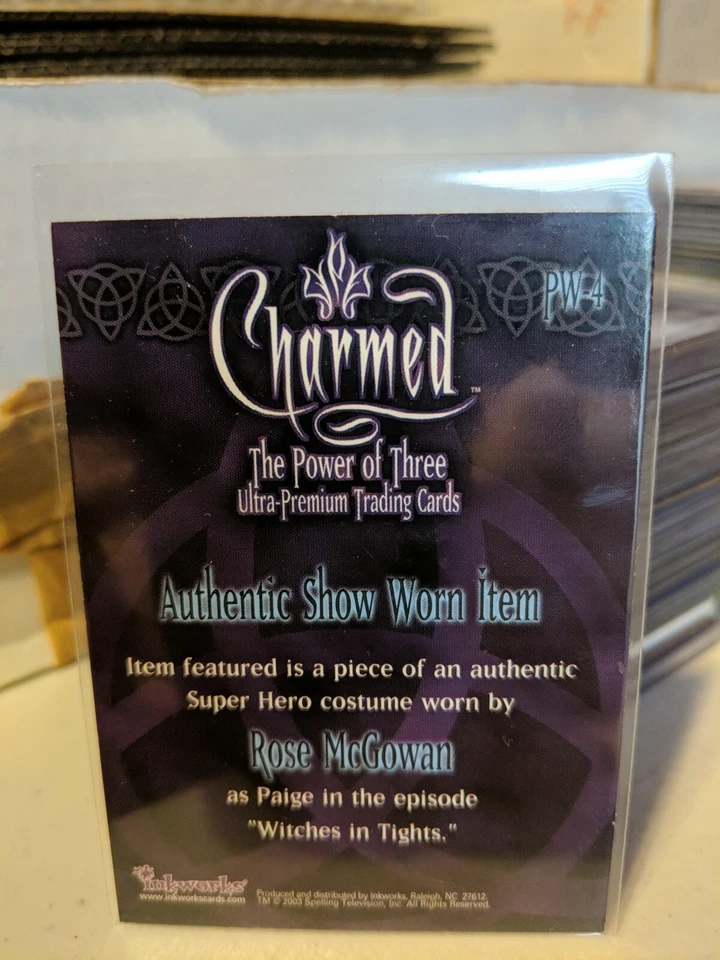 PW-4
Charmed™
The Power of Three
Ultra-Premium Trading Cards
Authentic Show Worn Item
Item featured is a piece of an authentic
Super Hero costume worn by
Rose McGowan
as Paige in the episode
"Witches in Tights."
inkworks
www.inkworkscards.com
Produced and distributed by Inkworks, Raleigh, NC 27612.
TM © 2003 Spelling Television, Inc. All Rights Reserved.